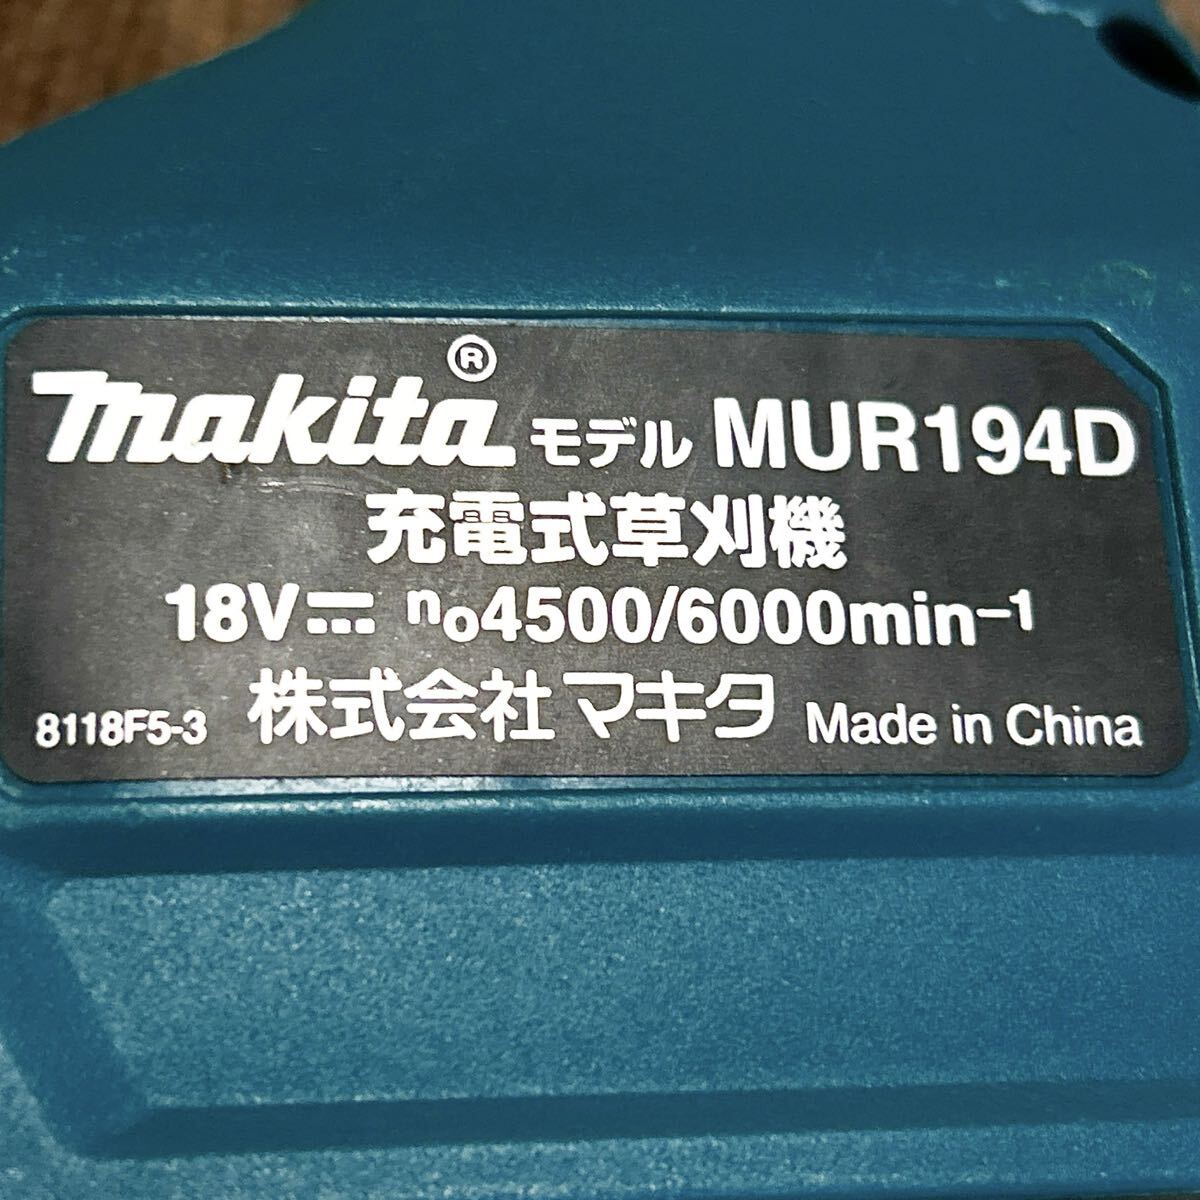 makita® モデル MUR194D
充電式草刈機
18V⎓ n₀4500/6000min⁻¹
8118F5-3 株式会社マキタ Made in China